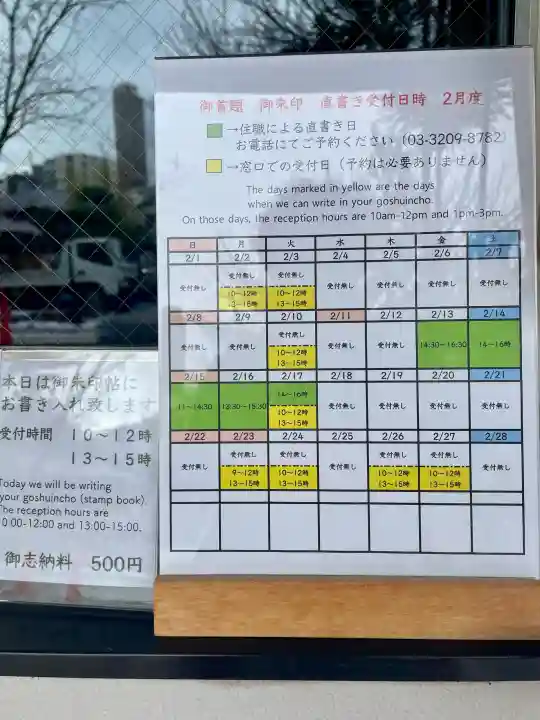 御首題 御朱印 直書き受付日時 2月度
→住職による直書き日
お電話にてご予約ください（03-3209-8782）
→窓口での受付日（予約は必要ありません）
The days marked in yellow are the days
when we can write in your goshuincho.
On those days, the reception hours are 10am-12pm and 1pm-3pm.
日 月 火 水 木 金 土
2/1 2/2 2/3 2/4 2/5 2/6 2/7
受付無し 受付無し 受付無し 受付無し 受付無し 受付無し 受付無し
10～12時 10～12時
13～15時 13～15時
2/8 2/9 2/10 2/11 2/12 2/13 2/14
受付無し 受付無し 受付無し 受付無し 受付無し 14:30～16:30 14～16時
10～12時
13～15時
2/15 2/16 2/17 2/18 2/19 2/20 2/21
11～14:30 13:30～15:30 14～16時 受付無し 受付無し 受付無し 受付無し
10～12時
13～15時
2/22 2/23 2/24 2/25 2/26 2/27 2/28
受付無し 受付無し 受付無し 受付無し 受付無し 受付無し 受付無し
9～12時 10～12時 10～12時 10～12時
13～15時 13～15時 13～15時 13～15時
本日は御朱印帖に
お書き入れ致します
受付時間 10～12時
13～15時
Today we will be writing
your goshuincho (stamp book).
The reception hours are
10:00-12:00 and 13:00-15:00.
御志納料 500円